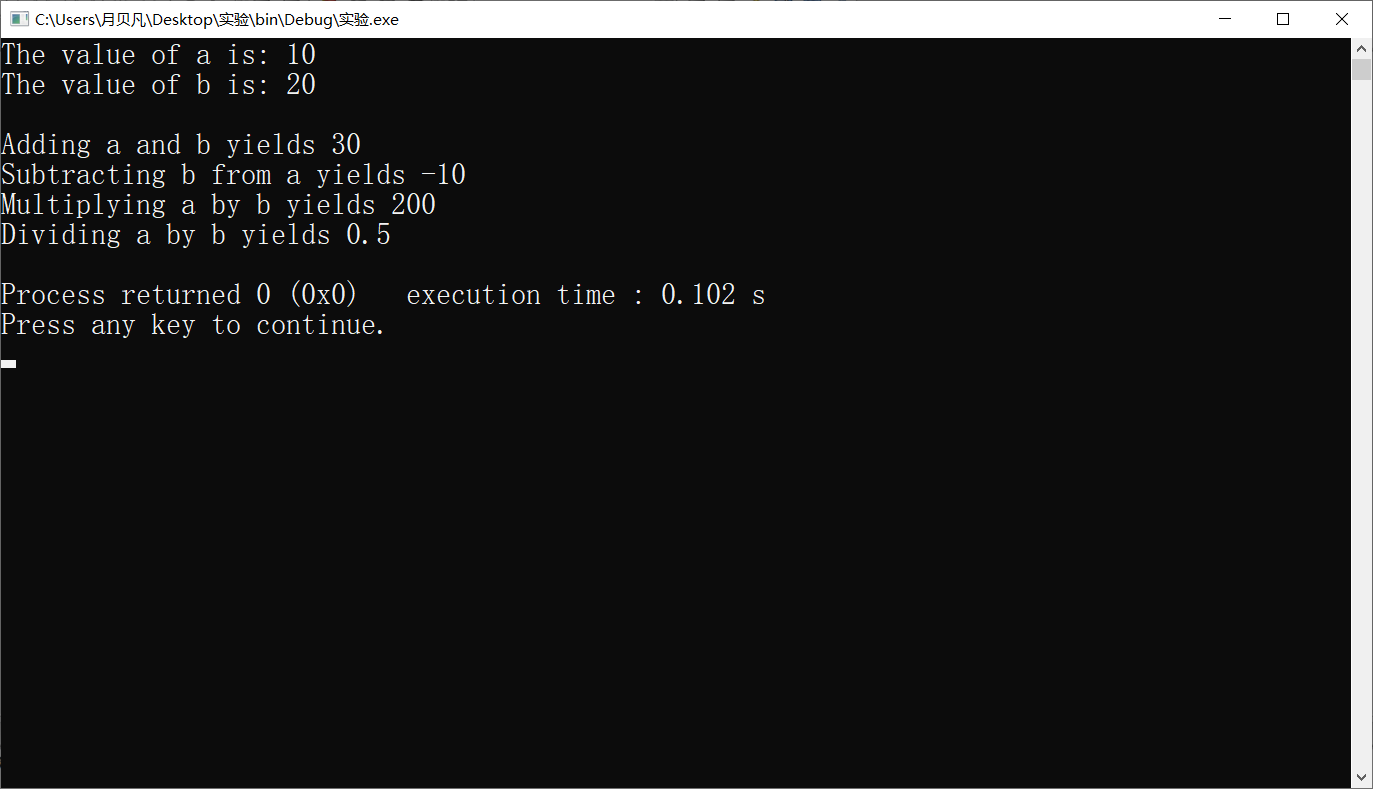 C:\Users\月贝凡\Desktop\实验\bin\Debug\实验.exe
The value of a is: 10
The value of b is: 20
Adding a and b yields 30
Subtracting b from a yields -10
Multiplying a by b yields 200
Dividing a by b yields 0.5
Process returned 0 (0x0)   execution time : 0.102 s
Press any key to continue.